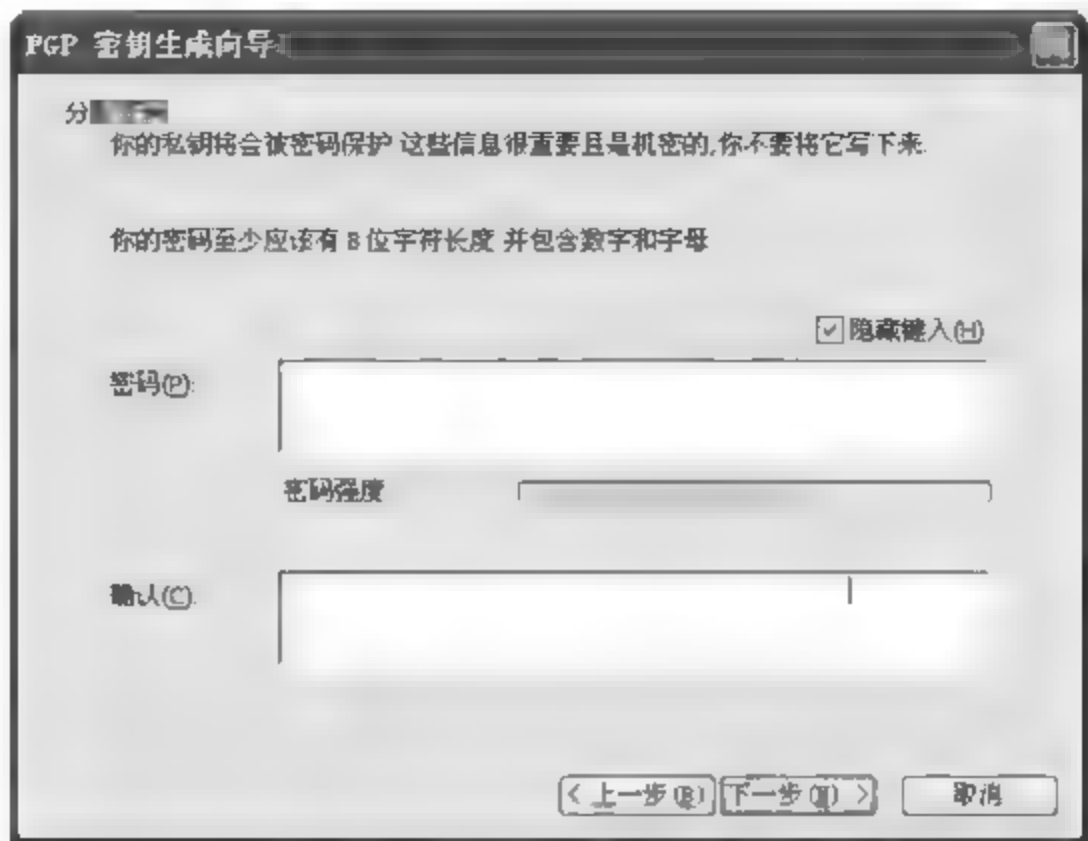 PGP 密钥生成向导
分
你的私钥将会被密码保护 这些信息很重要且是机密的,你不要将它写下来.
你的密码至少应该有 8 位字符长度 并包含数字和字母
隐藏键入(H)
密码(P):
密码强度
确认(C):
< 上一步(B) 下一步(N) > 取消